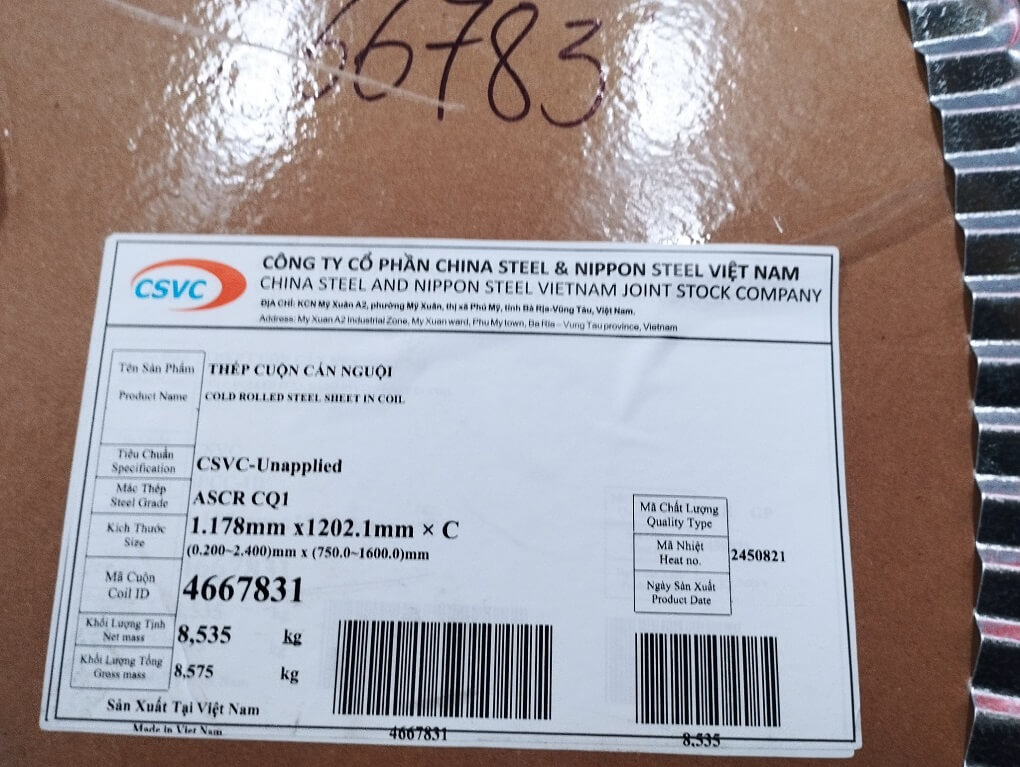 66783
CSVC
CÔNG TY CỔ PHẦN CHINA STEEL & NIPPON STEEL VIỆT NAM
CHINA STEEL AND NIPPON STEEL VIETNAM JOINT STOCK COMPANY
ĐỊA CHỈ: KCN Mỹ Xuân A2, phường Mỹ Xuân, thị xã Phú Mỹ, tỉnh Bà Rịa-Vũng Tàu, Việt Nam.
Address: My Xuan A2 Industrial Zone, My Xuan ward, Phu My town, Ba Ria – Vung Tau province, Vietnam
Tên Sản Phẩm THÉP CUỘN CÁN NGUỘI
Product Name COLD ROLLED STEEL SHEET IN COIL
Tiêu Chuẩn
Specification CSVC-Unapplied
Mác Thép
Steel Grade ASCR CQ1
Kích Thước
Size 1.178mm x1202.1mm × C
(0.200~2.400)mm x (750.0~1600.0)mm
Mã Cuộn
Coil ID 4667831
Khối Lượng Tịnh
Net mass 8,535 kg
Khối Lượng Tổng
Gross mass 8,575 kg
Mã Chất Lượng
Quality Type
Mã Nhiệt
Heat no. 2450821
Ngày Sản Xuất
Product Date
Sản Xuất Tại Việt Nam
Made in Viet Nam
4667831
8,535